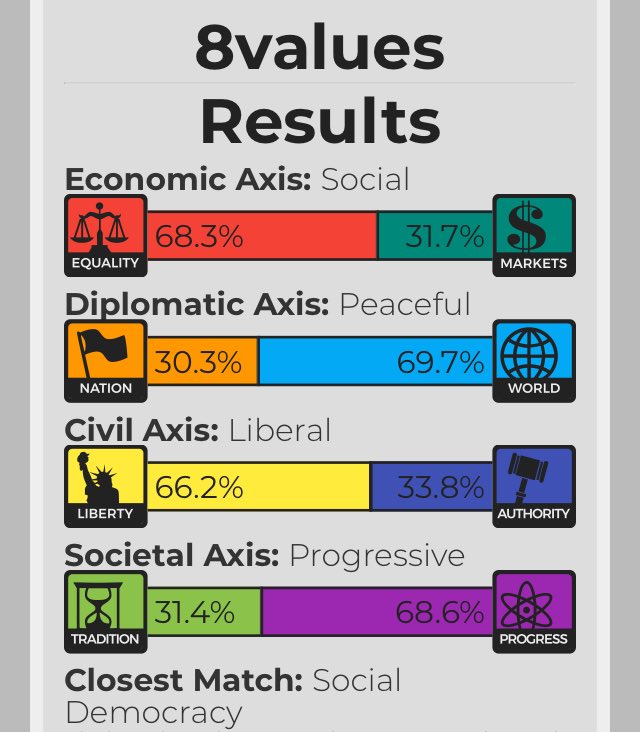 8values
Results
Economic Axis: Social
EQUALITY 68.3% 31.7% $ MARKETS
Diplomatic Axis: Peaceful
NATION 30.3% 69.7% WORLD
Civil Axis: Liberal
LIBERTY 66.2% 33.8% AUTHORITY
Societal Axis: Progressive
TRADITION 31.4% 68.6% PROGRESS
Closest Match: Social
Democracy